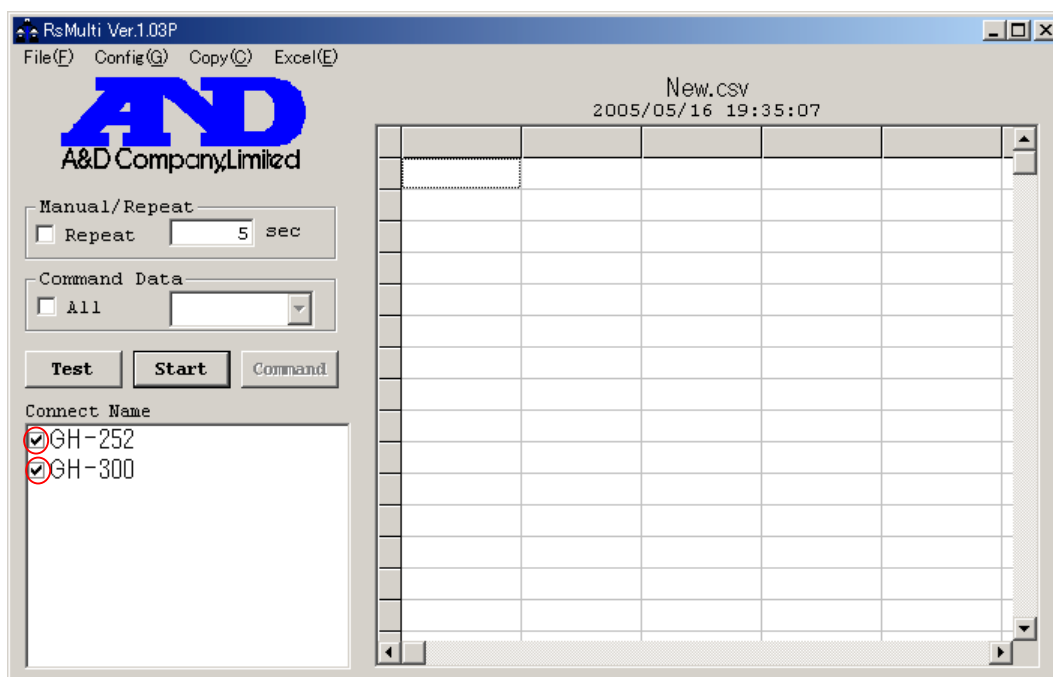 RsMulti Ver.1.03P
File(F) Config(G) Copy(C) Excel(E)
AND
A&D Company,Limited
New.csv
2005/05/16 19:35:07
Manual/Repeat
Repeat 5 sec
Command Data
All
Test Start Command
Connect Name
GH-252
GH-300